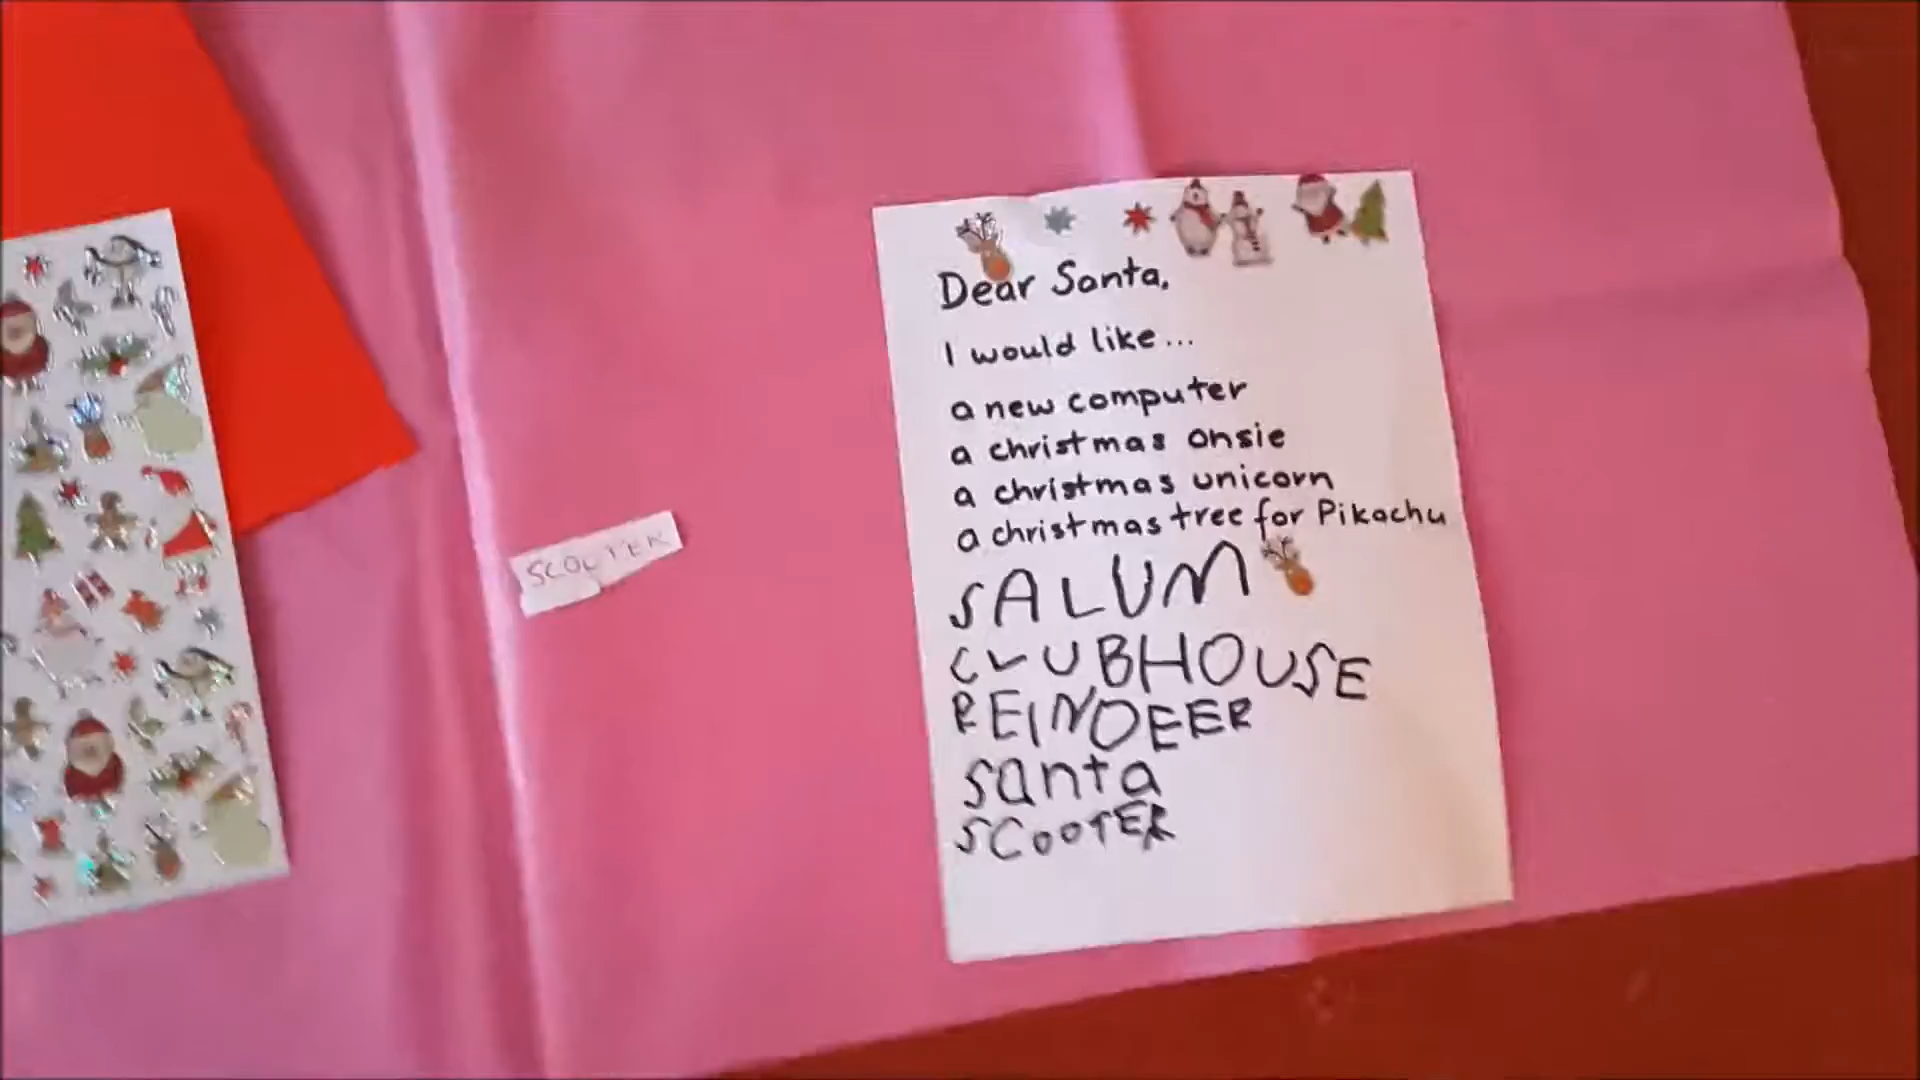 SCOOTER
Dear Santa,
I would like...
a new computer
a christmas onsie
a christmas unicorn
a christmas tree for Pikachu
SALUM
CLUBHOUSE
REINDEER
Santa
SCOOTER